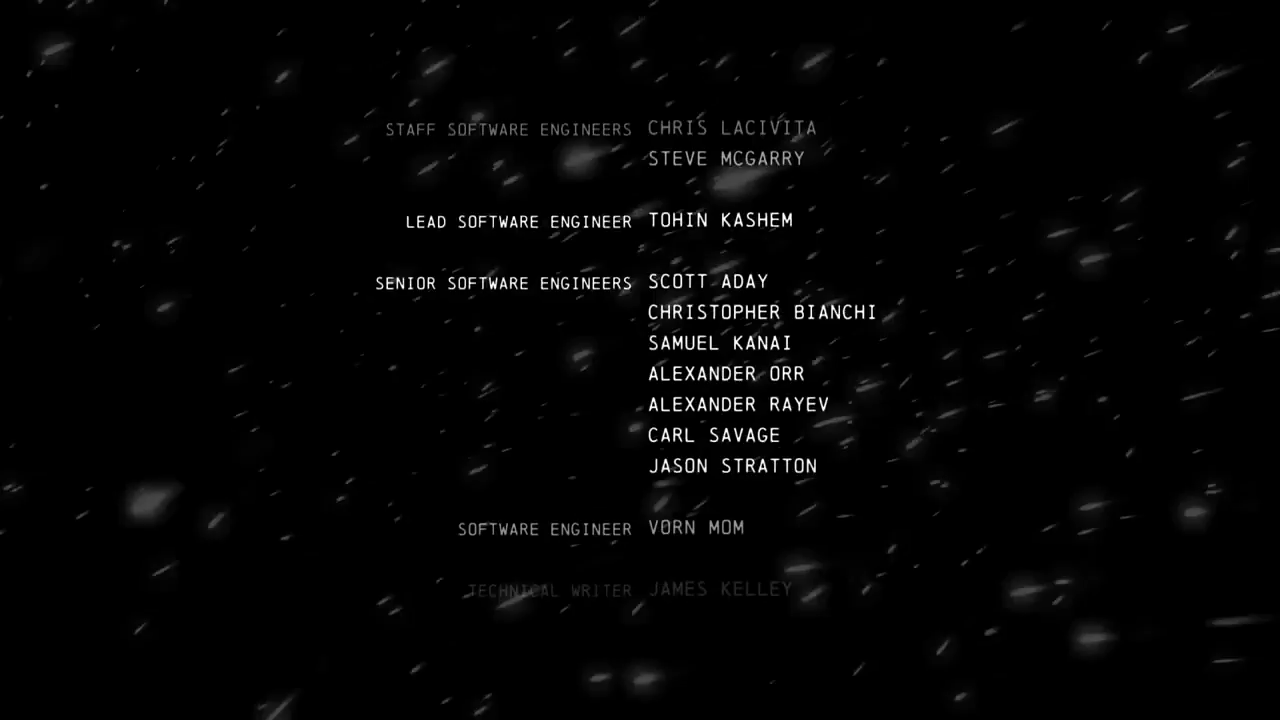 STAFF SOFTWARE ENGINEERS CHRIS LACIVITA
STEVE MCGARRY
LEAD SOFTWARE ENGINEER TOHIN KASHEM
SENIOR SOFTWARE ENGINEERS SCOTT ADAY
CHRISTOPHER BIANCHI
SAMUEL KANAI
ALEXANDER ORR
ALEXANDER RAYEV
CARL SAVAGE
JASON STRATTON
SOFTWARE ENGINEER VORN MOM
TECHNICAL WRITER JAMES KELLEY